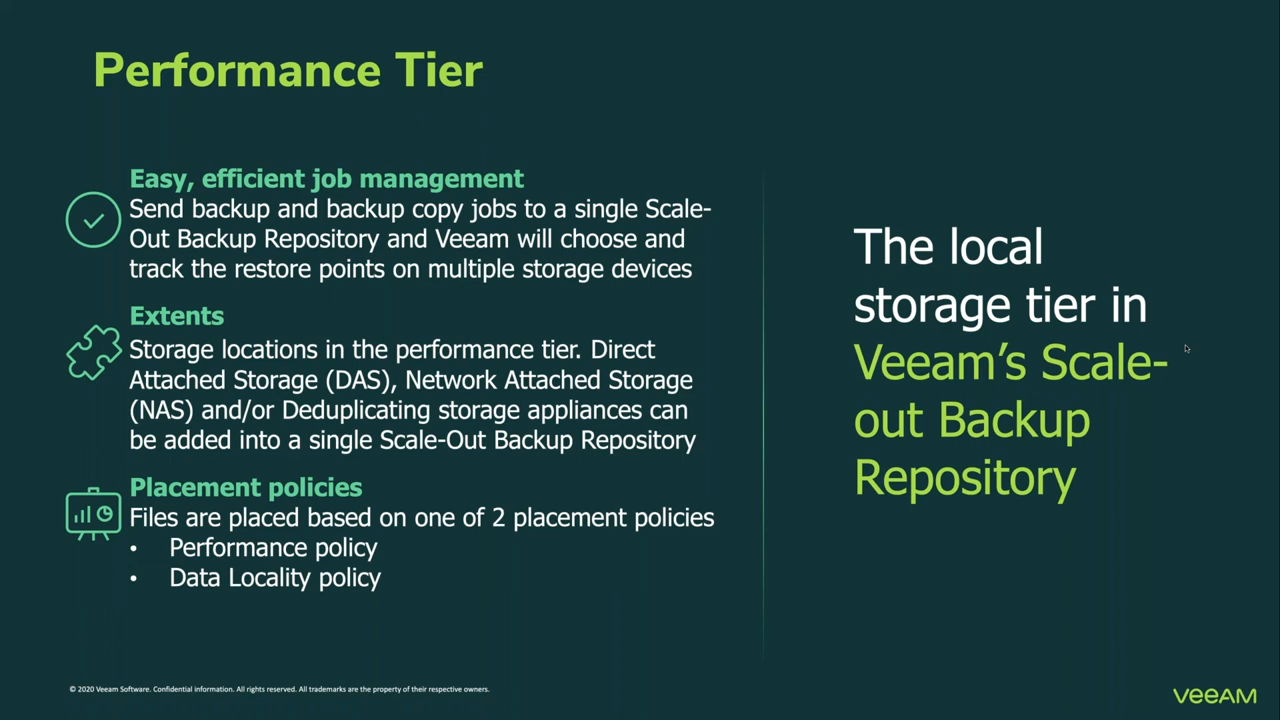 Performance Tier
Easy, efficient job management
Send backup and backup copy jobs to a single Scale-
Out Backup Repository and Veeam will choose and
track the restore points on multiple storage devices
Extents
Storage locations in the performance tier. Direct
Attached Storage (DAS), Network Attached Storage
(NAS) and/or Deduplicating storage appliances can
be added into a single Scale-Out Backup Repository
Placement policies
Files are placed based on one of 2 placement policies
• Performance policy
• Data Locality policy
The local
storage tier in
Veeam’s Scale-
out Backup
Repository
© 2020 Veeam Software. Confidential information. All rights reserved. All trademarks are the property of their respective owners.
VEEAM